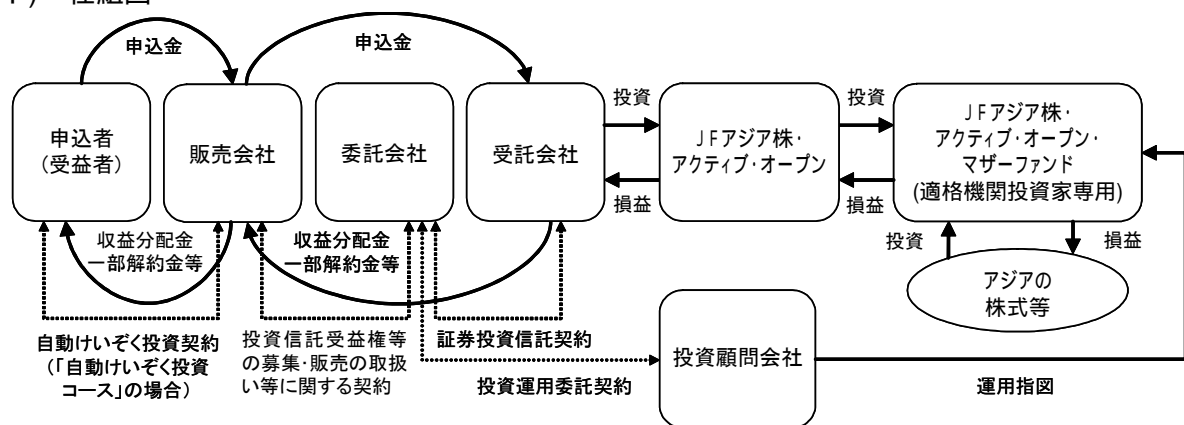 仕組図
申込金
申込金
申込者
(受益者)
販売会社
委託会社
受託会社
投資
損益
JFアジア株・
アクティブ・オープン
投資
損益
JFアジア株・
アクティブ・オープン・
マザーファンド
(適格機関投資家専用)
投資
損益
アジアの
株式等
収益分配金
一部解約金等
収益分配金
一部解約金等
自動けいぞく投資契約
(「自動けいぞく投資
コース」の場合)
投資信託受益権等
の募集・販売の取扱
い等に関する契約
証券投資信託契約
投資運用委託契約
投資顧問会社
運用指図